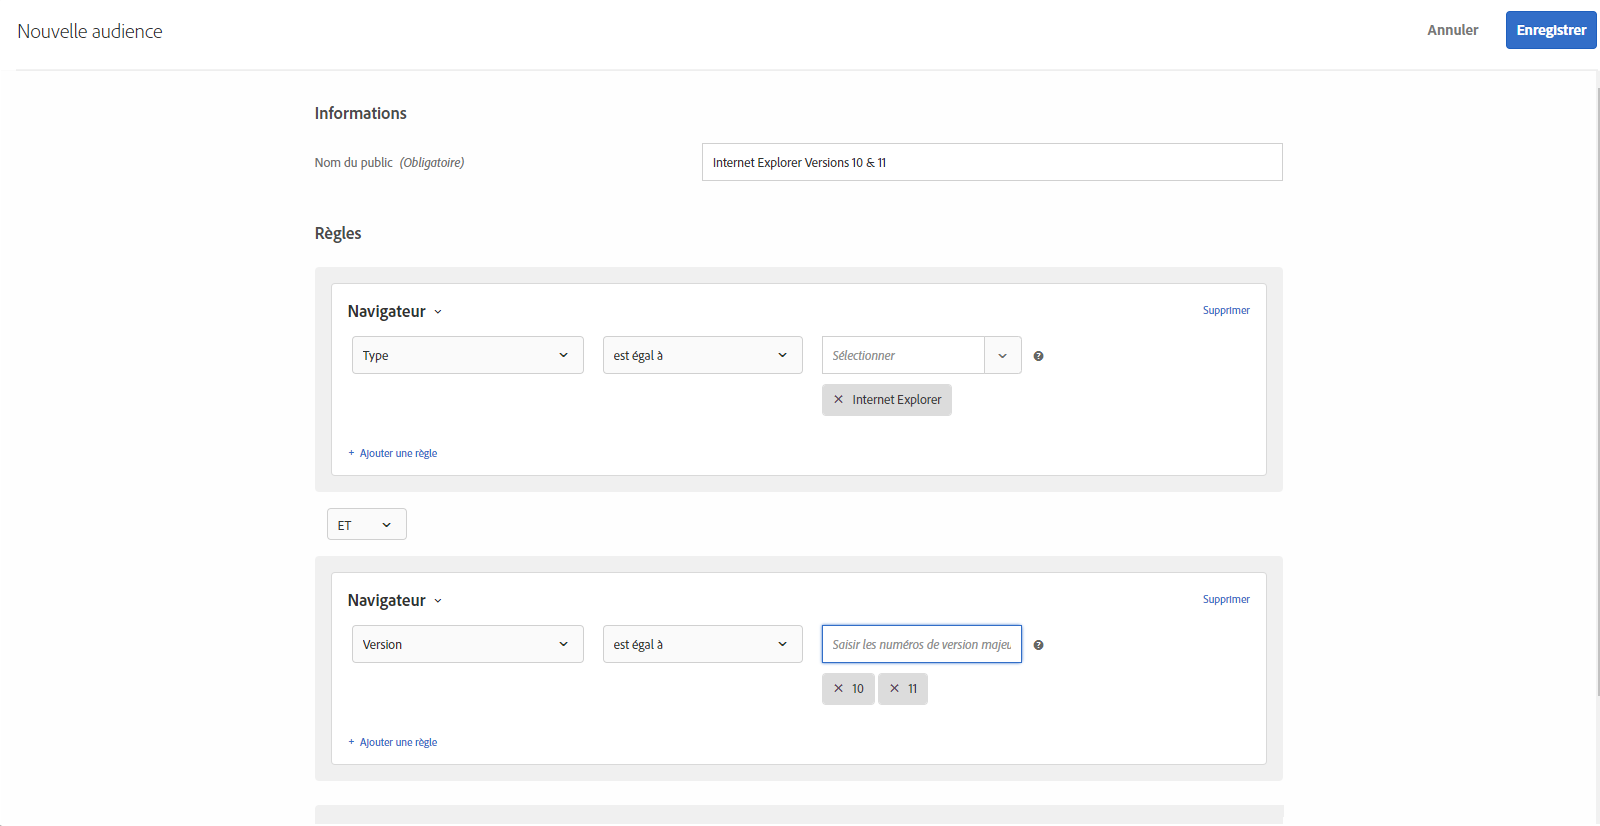 Nouvelle audience
Annuler
Enregistrer
Informations
Nom du public (Obligatoire)
Internet Explorer Versions 10 & 11
Règles
Navigateur
Supprimer
Type
est égal à
Sélectionner
Internet Explorer
+ Ajouter une règle
ET
Navigateur
Supprimer
Version
est égal à
Saisir les numéros de version majeu
10
11
+ Ajouter une règle